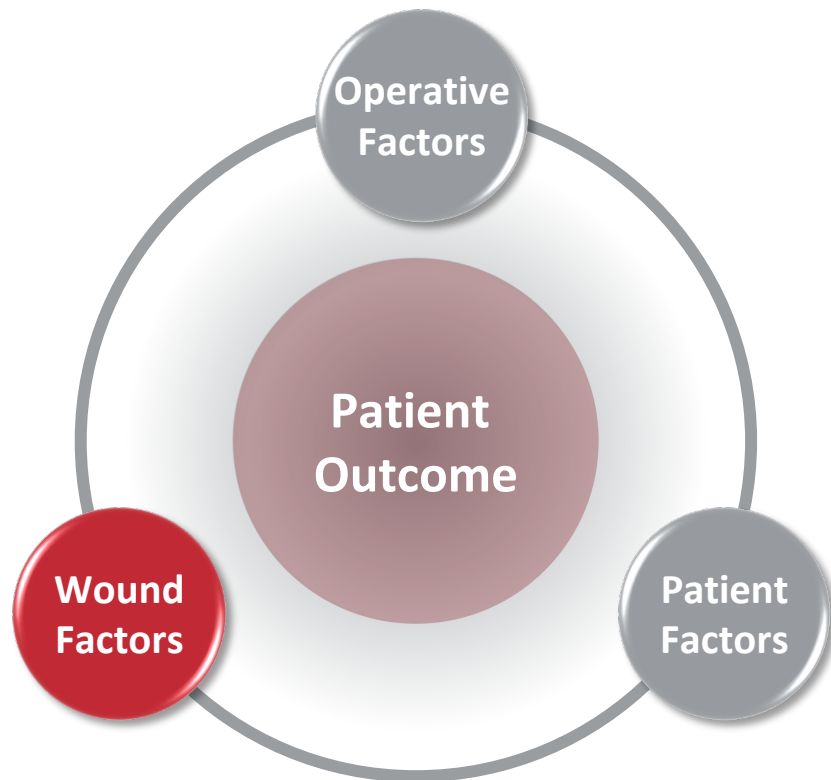 Operative
Factors
Patient
Outcome
Wound
Factors
Patient
Factors